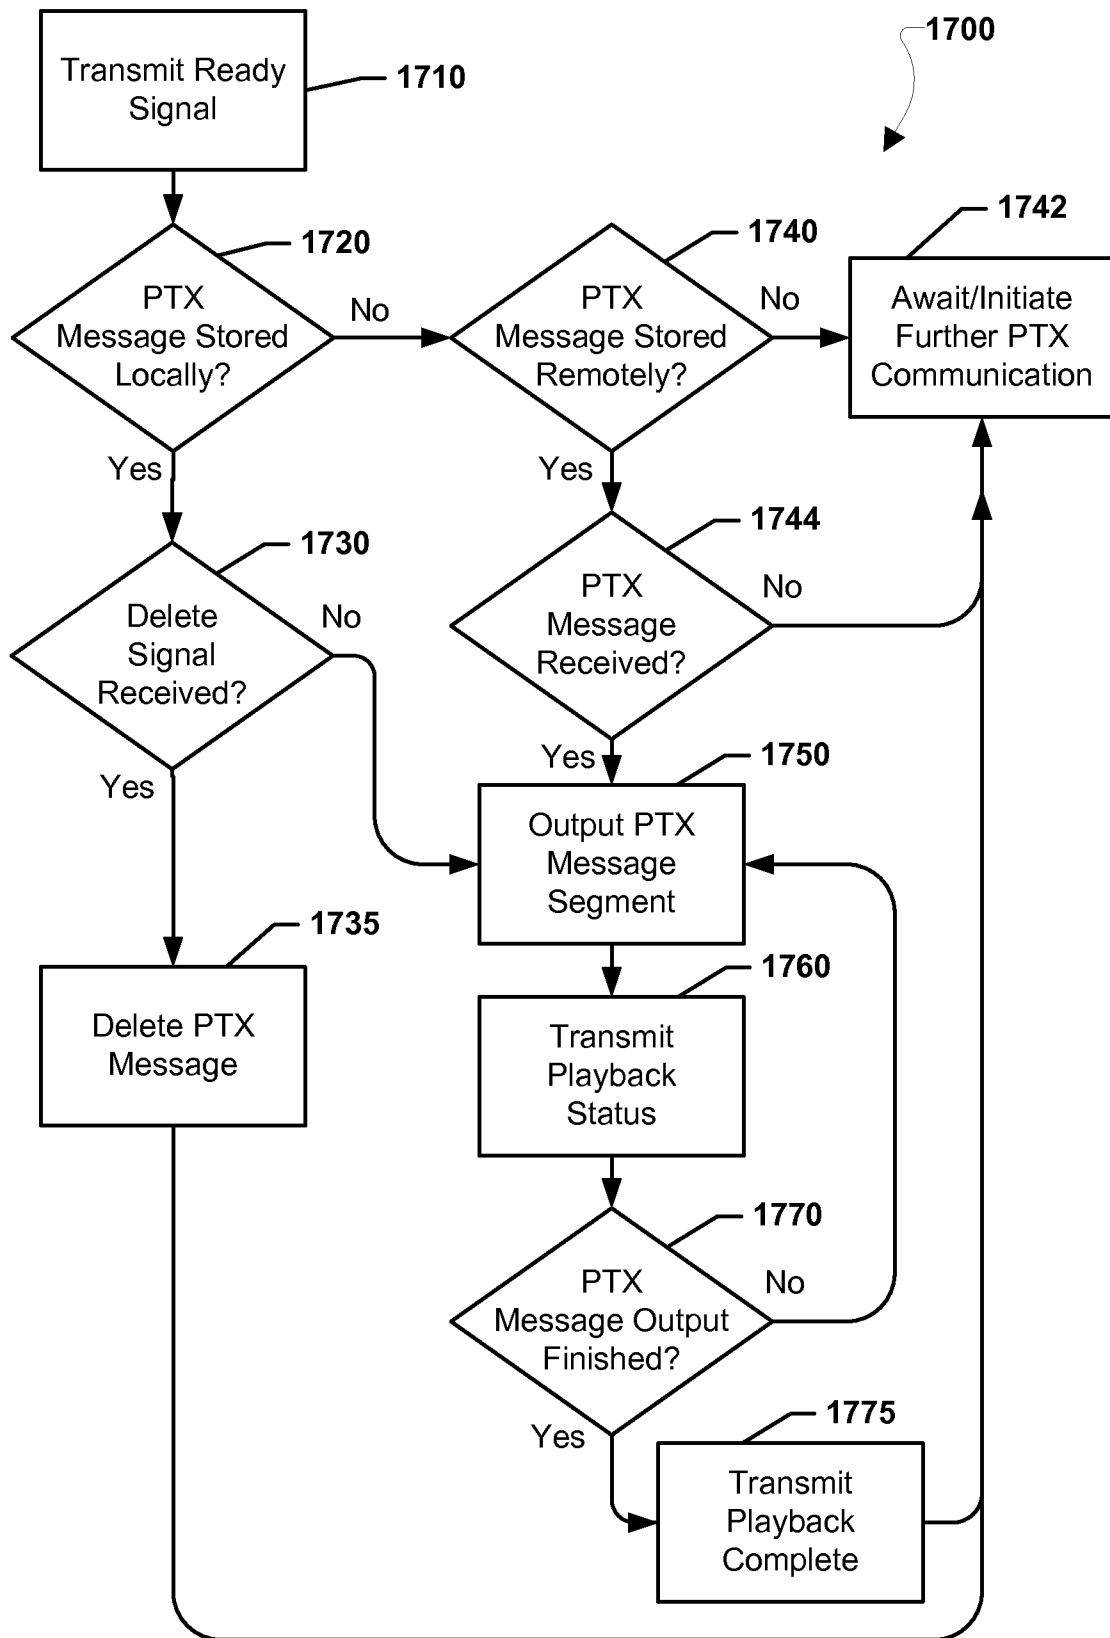 1700
Transmit Ready
Signal
1710
1720
PTX
Message Stored
Locally?
No
Yes
1740
PTX
Message Stored
Remotely?
No
Yes
1742
Await/Initiate
Further PTX
Communication
1730
Delete
Signal
Received?
No
Yes
1744
PTX
Message
Received?
No
Yes
1750
Output PTX
Message
Segment
1735
Delete PTX
Message
1760
Transmit
Playback
Status
1770
PTX
Message Output
Finished?
No
Yes
1775
Transmit
Playback
Complete